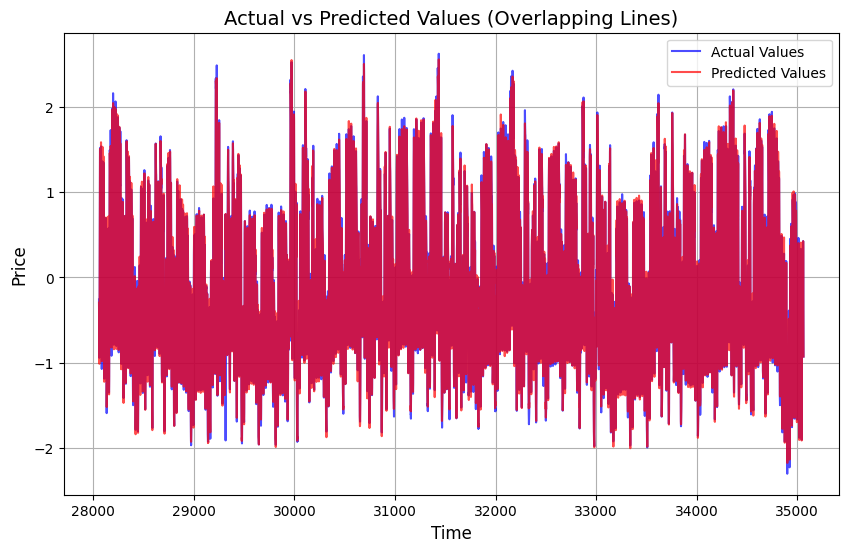 Actual vs Predicted Values (Overlapping Lines)
Actual Values
Predicted Values
Price
2
1
0
−1
−2
28000 29000 30000 31000 32000 33000 34000 35000
Time